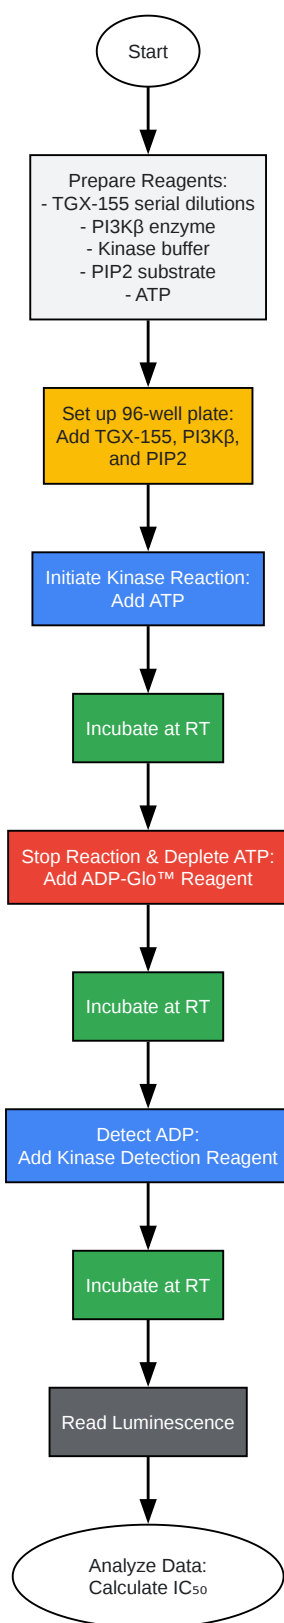 Start
Prepare Reagents:
- TGX-155 serial dilutions
- PI3Kβ enzyme
- Kinase buffer
- PIP2 substrate
- ATP
Set up 96-well plate:
Add TGX-155, PI3Kβ,
and PIP2
Initiate Kinase Reaction:
Add ATP
Incubate at RT
Stop Reaction & Deplete ATP:
Add ADP-Glo™ Reagent
Incubate at RT
Detect ADP:
Add Kinase Detection Reagent
Incubate at RT
Read Luminescence
Analyze Data:
Calculate IC₅₀